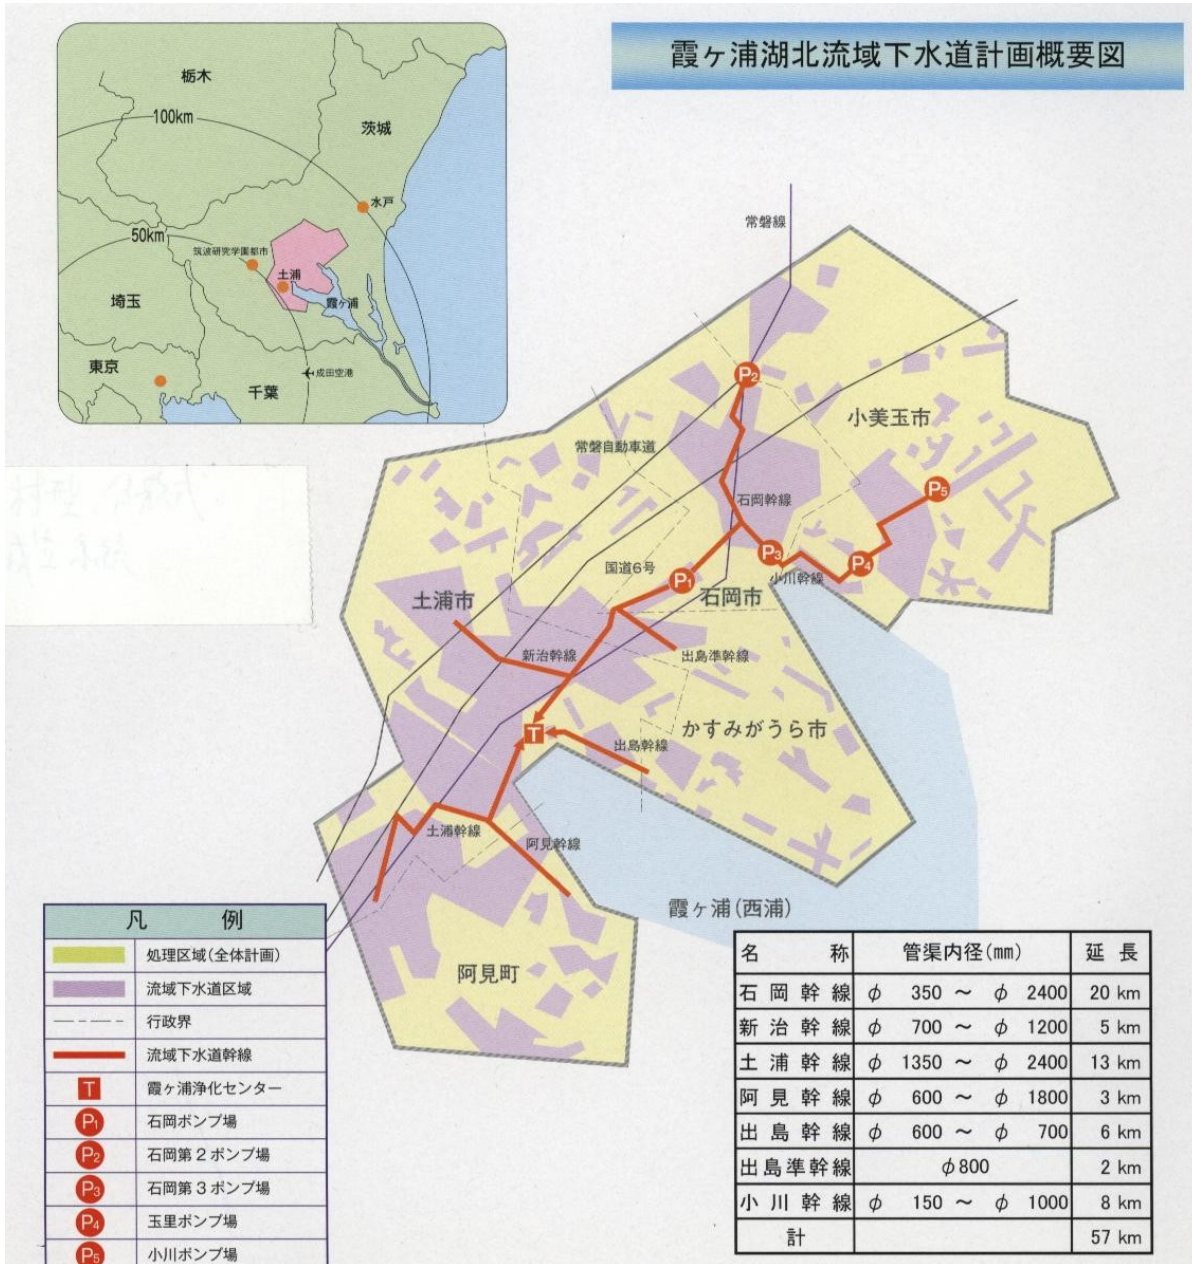 霞ヶ浦湖北流域下水道計画概要図
栃木
100km
茨城
水戸
50km
筑波研究学園都市
土浦
霞ヶ浦
埼玉
東京
成田空港
千葉
常磐線
P2
小美玉市
常磐自動車道
石岡幹線
P5
P3
P4
国道6号
P1
小川幹線
土浦市
石岡市
新治幹線
出島準幹線
T
かすみがうら市
出島幹線
土浦幹線
阿見幹線
霞ヶ浦(西浦)
阿見町
凡 例
処理区域(全体計画)
流域下水道区域
行政界
流域下水道幹線
T 霞ヶ浦浄化センター
P1 石岡ポンプ場
P2 石岡第2ポンプ場
P3 石岡第3ポンプ場
P4 玉里ポンプ場
P5 小川ポンプ場
名 称 管渠内径(㎜) 延 長
石岡幹線 φ 350 ～ φ 2400 20 km
新治幹線 φ 700 ～ φ 1200 5 km
土浦幹線 φ 1350 ～ φ 2400 13 km
阿見幹線 φ 600 ～ φ 1800 3 km
出島幹線 φ 600 ～ φ 700 6 km
出島準幹線 φ800 2 km
小川幹線 φ 150 ～ φ 1000 8 km
計 57 km